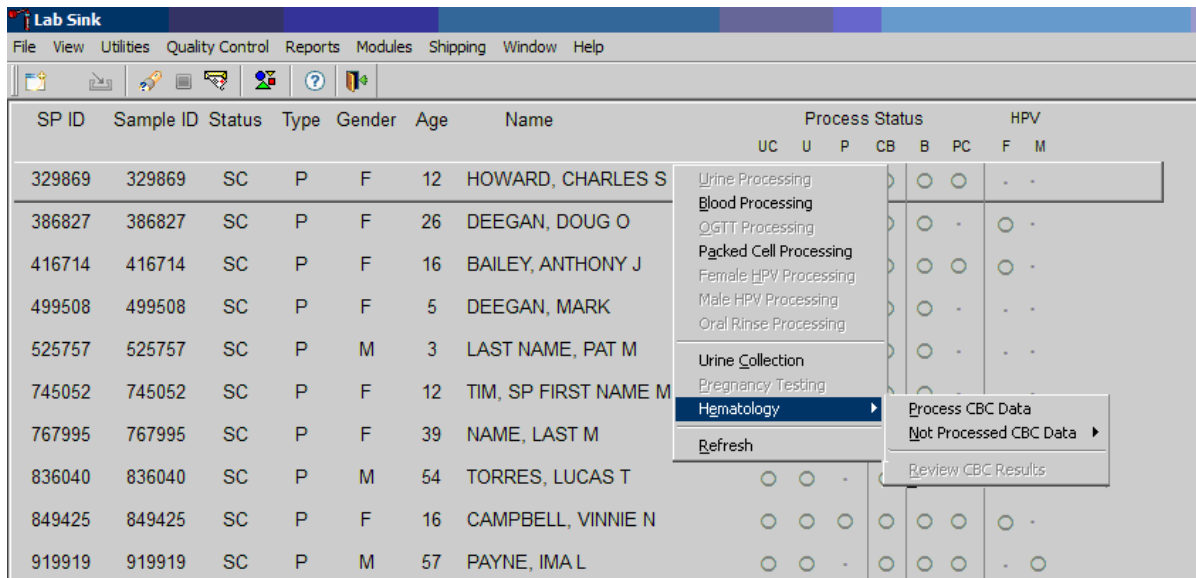 Lab Sink
File View Utilities Quality Control Reports Modules Shipping Window Help
SP ID Sample ID Status Type Gender Age Name Process Status HPV
UC U P CB B PC F M
329869 329869 SC P F 12 HOWARD, CHARLES S
386827 386827 SC P F 26 DEEGAN, DOUG O
416714 416714 SC P F 16 BAILEY, ANTHONY J
499508 499508 SC P F 5 DEEGAN, MARK
525757 525757 SC P M 3 LAST NAME, PAT M
745052 745052 SC P F 12 TIM, SP FIRST NAME M
767995 767995 SC P F 39 NAME, LAST M
836040 836040 SC P M 54 TORRES, LUCAS T
849425 849425 SC P F 16 CAMPBELL, VINNIE N
919919 919919 SC P M 57 PAYNE, IMA L
Urine Processing
Blood Processing
OGTT Processing
Packed Cell Processing
Female HPV Processing
Male HPV Processing
Oral Rinse Processing
Urine Collection
Pregnancy Testing
Hematology
Refresh
Process CBC Data
Not Processed CBC Data
Review CBC Results